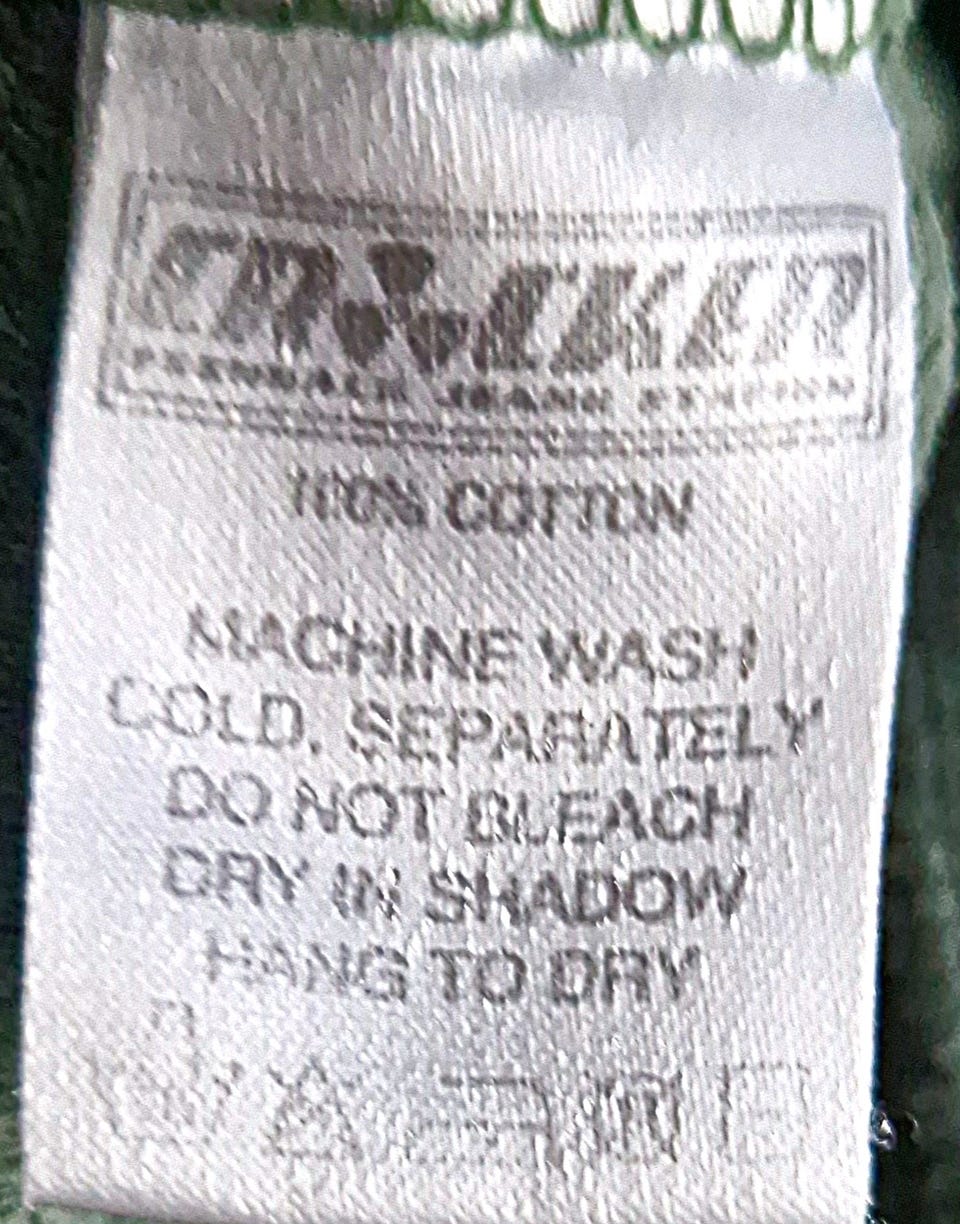 100% COTTON
MACHINE WASH
COLD. SEPARATELY
DO NOT BLEACH
DRY IN SHADOW
HANG TO DRY